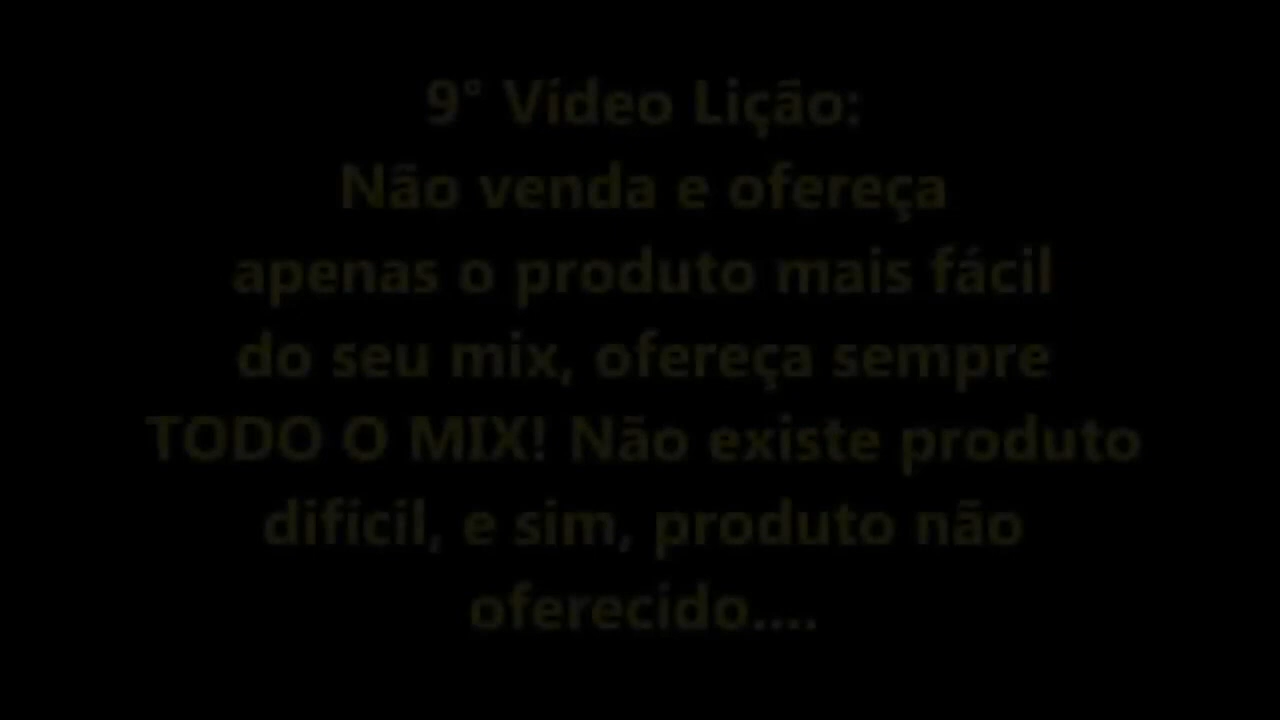 9° Vídeo Lição:
Não venda e ofereça
apenas o produto mais fácil
do seu mix, ofereça sempre
TODO O MIX! Não existe produto
difícil, e sim, produto não
oferecido....